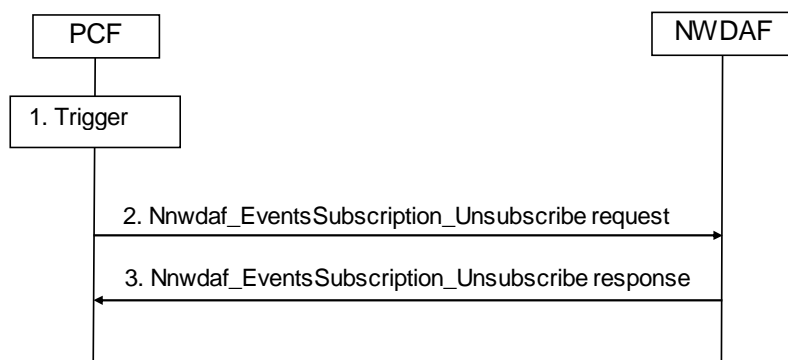 PCF
NWDAF
1. Trigger
2. Nnwdaf_EventsSubscription_Unsubscribe request
3. Nnwdaf_EventsSubscription_Unsubscribe response